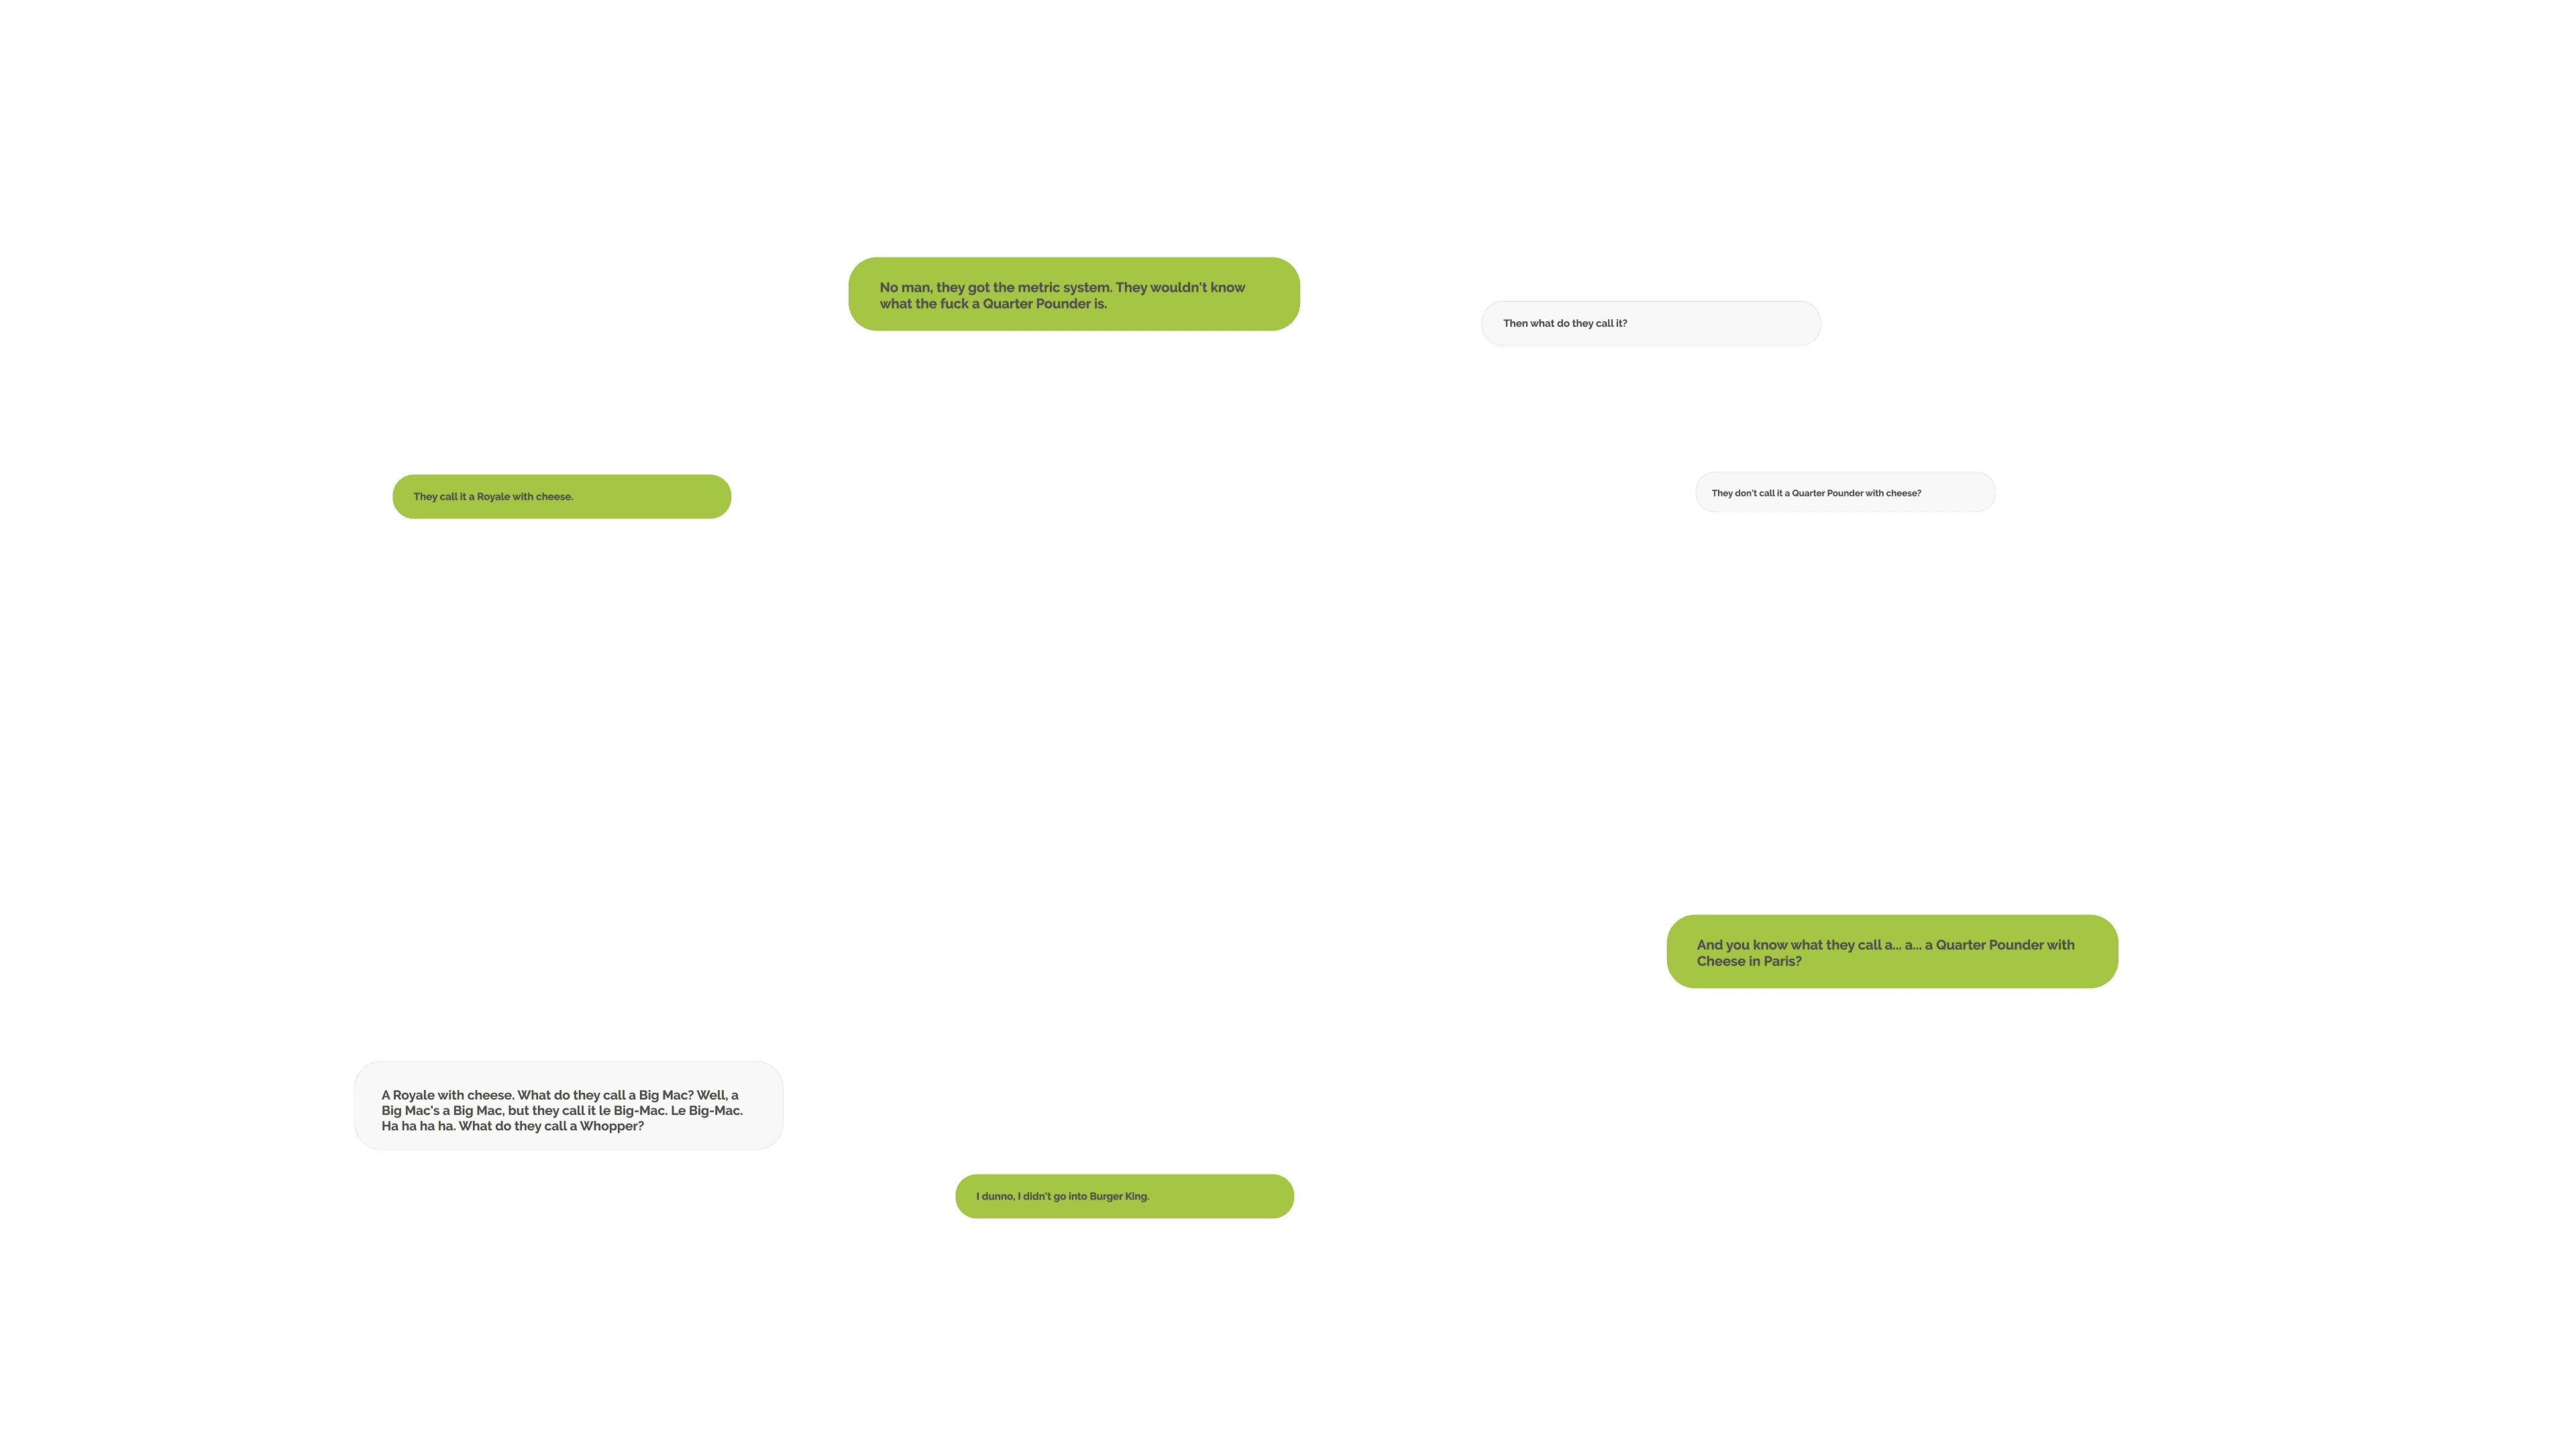 No man, they got the metric system. They wouldn't know
what the fuck a Quarter Pounder is.
Then what do they call it?
They call it a Royale with cheese.
They don't call it a Quarter Pounder with cheese?
And you know what they call a... a... a Quarter Pounder with
Cheese in Paris?
A Royale with cheese. What do they call a Big Mac? Well, a
Big Mac's a Big Mac, but they call it le Big-Mac. Le Big-Mac.
Ha ha ha ha. What do they call a Whopper?
I dunno, I didn't go into Burger King.